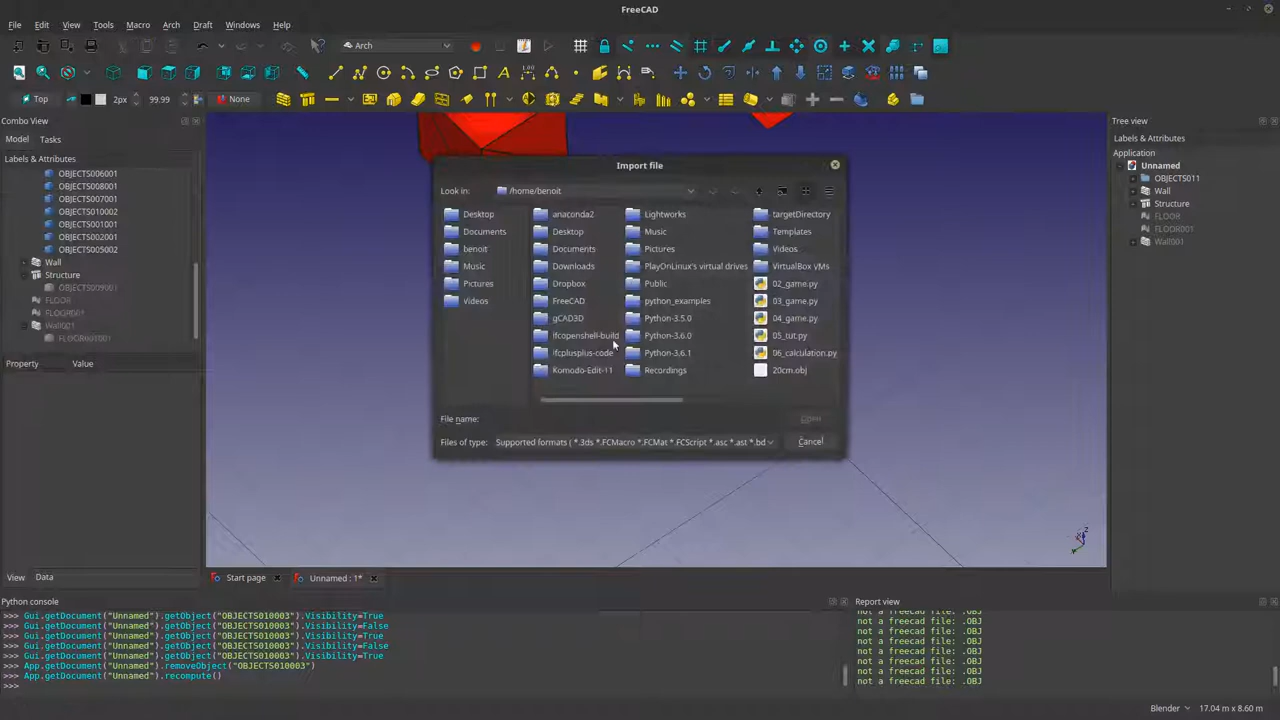 FreeCAD
File Edit View Tools Macro Arch Draft Windows Help
Arch
Top 2px 99.99 None
Combo View
Model Tasks
Labels & Attributes
OBJECTS006001
OBJECTS008001
OBJECTS007001
OBJECTS010002
OBJECTS001001
OBJECTS002001
OBJECTS005002
Wall
Structure
OBJECTS009001
FLOOR
FLOOR001
Wall001
FLOOR001001
Property Value
View Data
Import file
Look in: /home/benoit
Desktop
Documents
benoit
Music
Pictures
Videos
anaconda2
Desktop
Documents
Downloads
Dropbox
FreeCAD
gCAD3D
ifcopenshell-build
ifcplusplus-code
Komodo-Edit-11
Lightworks
Music
Pictures
PlayOnLinux's virtual drives
Public
python_examples
Python-3.5.0
Python-3.6.0
Python-3.6.1
Recordings
targetDirectory
Templates
Videos
VirtualBox VMs
02_game.py
03_game.py
04_game.py
05_tut.py
06_calculation.py
20cm.obj
File name:
Open
Files of type: Supported formats ( *.3ds *.FCMacro *.FCMat *.FCScript *.asc *.ast *.bd
Cancel
Tree view
Labels & Attributes
Application
Unnamed
OBJECTS011
Wall
Structure
FLOOR
FLOOR001
Wall001
Z
Y
Start page Unnamed : 1*
Python console
>>> Gui.getDocument("Unnamed").getObject("OBJECTS010003").Visibility=True
>>> Gui.getDocument("Unnamed").getObject("OBJECTS010003").Visibility=False
>>> Gui.getDocument("Unnamed").getObject("OBJECTS010003").Visibility=True
>>> Gui.getDocument("Unnamed").getObject("OBJECTS010003").Visibility=False
>>> Gui.getDocument("Unnamed").getObject("OBJECTS010003").Visibility=True
>>> App.getDocument("Unnamed").removeObject("OBJECTS010003")
>>> App.getDocument("Unnamed").recompute()
>>>
Report view
not a freecad file: .OBJ
not a freecad file: .OBJ
not a freecad file: .OBJ
not a freecad file: .OBJ
not a freecad file: .OBJ
not a freecad file: .OBJ
not a freecad file: .OBJ
not a freecad file: .OBJ
Blender 17.04 m x 8.60 m